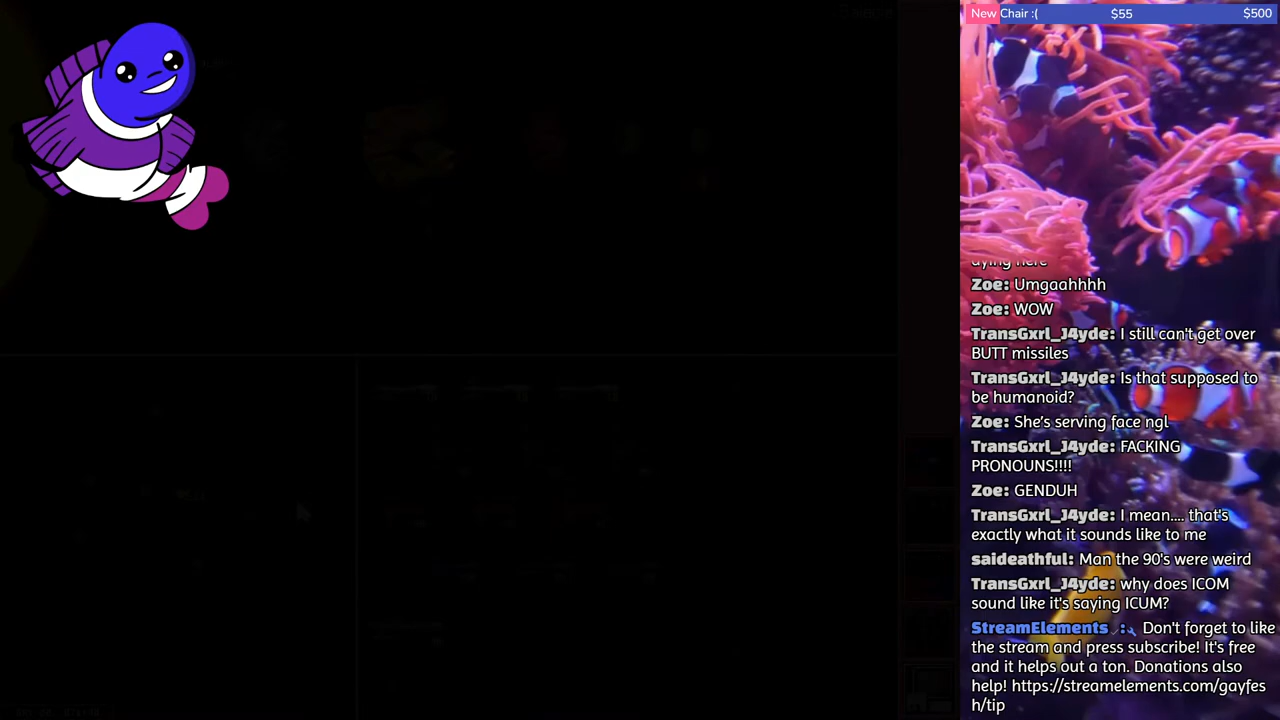 New Chair :( $55 $500
Zoe: Umgaahhhh
Zoe: WOW
TransGxrl_J4yde: I still can't get over
BUTT missiles
TransGxrl_J4yde: Is that supposed to
be humanoid?
Zoe: She's serving face ngl
TransGxrl_J4yde: FACKING
PRONOUNS!!!!
Zoe: GENDUH
TransGxrl_J4yde: I mean.... that's
exactly what it sounds like to me
saideathful: Man the 90's were weird
TransGxrl_J4yde: why does ICOM
sound like it's saying ICUM?
StreamElements : Don't forget to like
the stream and press subscribe! It's free
and it helps out a ton. Donations also
help! https://streamelements.com/gayfes
h/tip